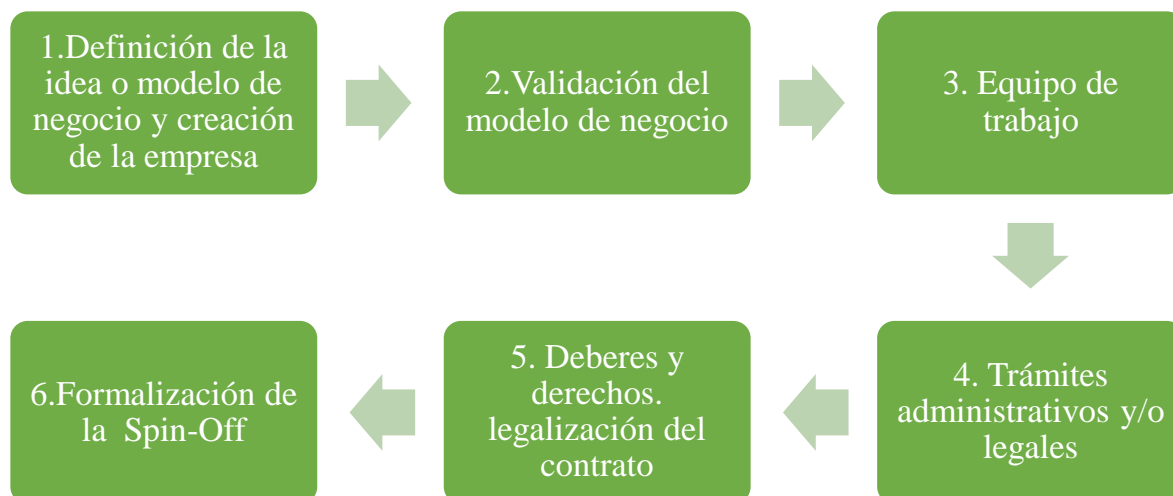 1.Definición de la
idea o modelo de
negocio y creación
de la empresa
2.Validación del
modelo de negocio
3. Equipo de
trabajo
4. Trámites
administrativos y/o
legales
5. Deberes y
derechos.
legalización del
contrato
6.Formalización de
la Spin-Off